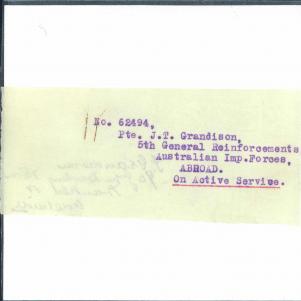 No. 62494,
Pte. J.T. Grandison,
5th General Reinforcements
Australian Imp.Forces,
ABROAD.
On Active Service.